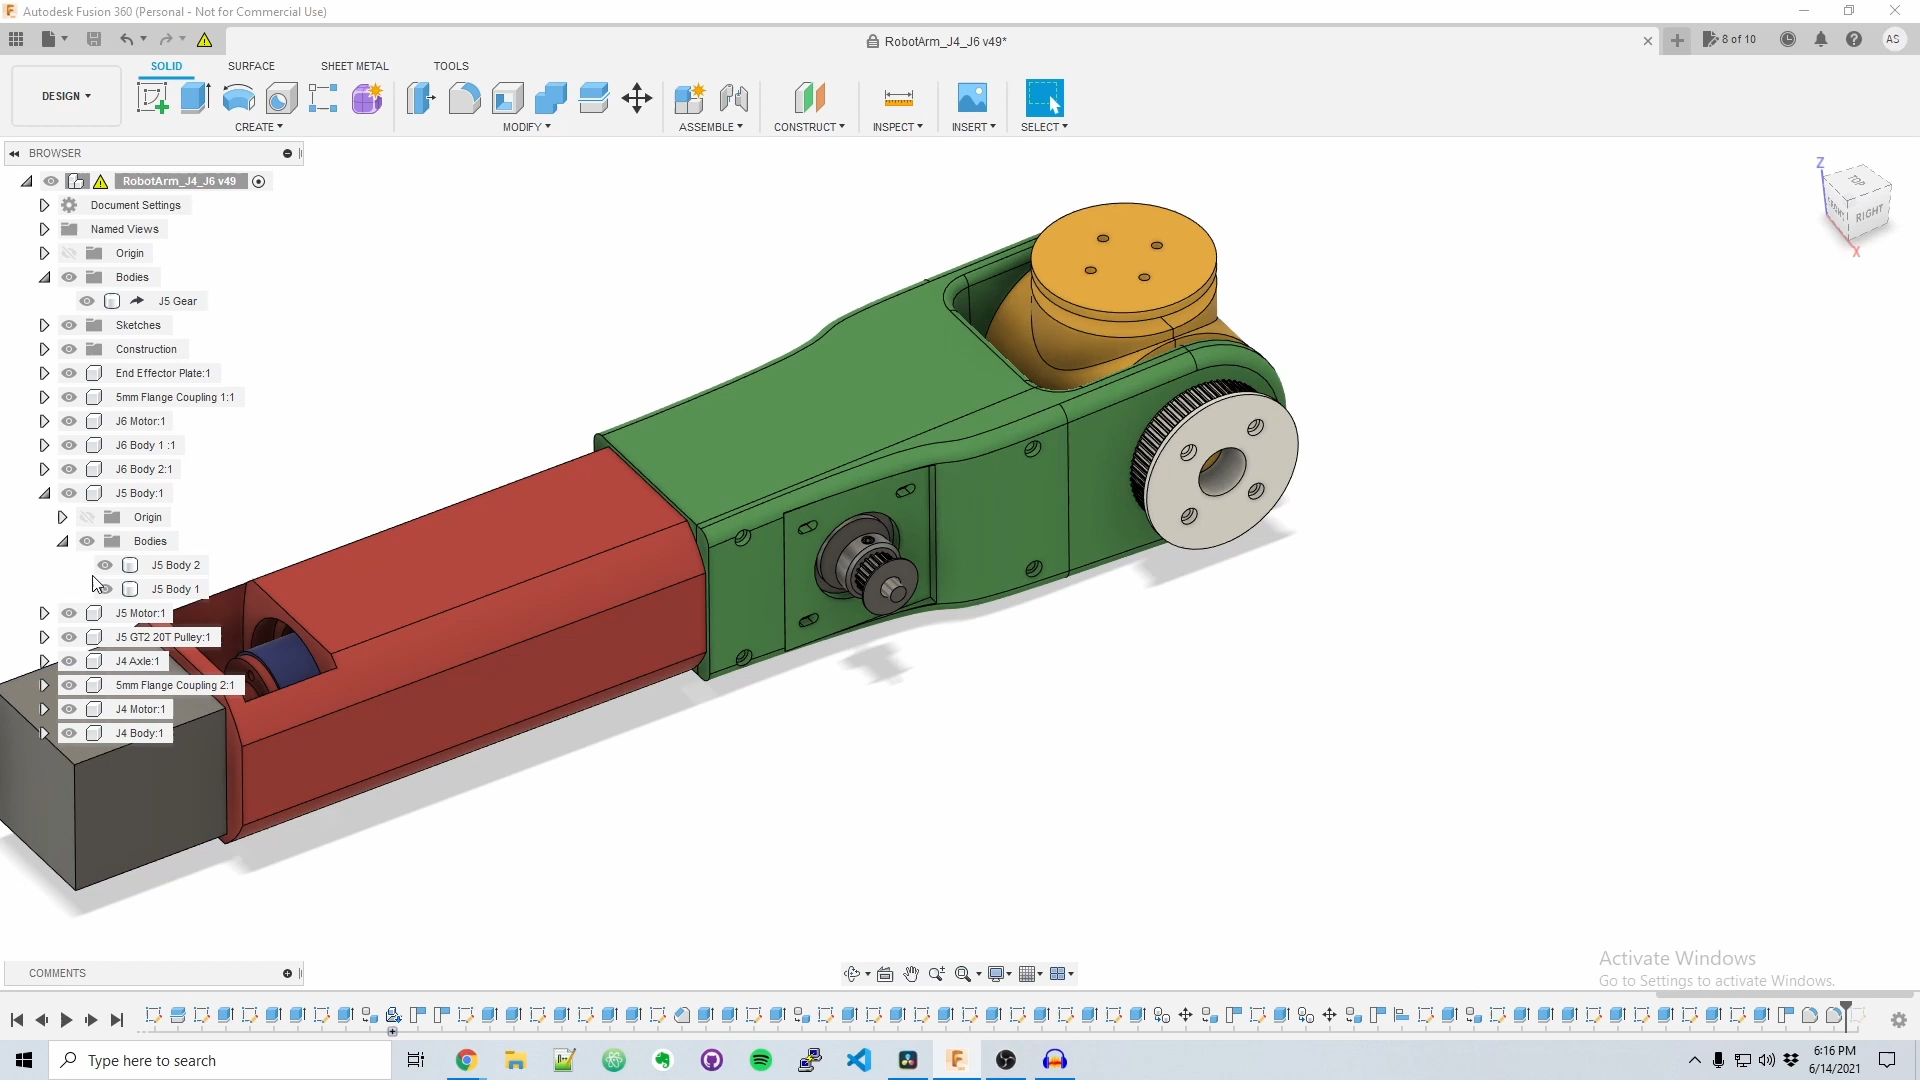 Autodesk Fusion 360 (Personal - Not for Commercial Use)
RobotArm_J4_J6 v49*
8 of 10
AS
DESIGN
SOLID
SURFACE
SHEET METAL
TOOLS
CREATE
MODIFY
ASSEMBLE
CONSTRUCT
INSPECT
INSERT
SELECT
BROWSER
RobotArm_J4_J6 v49
Document Settings
Named Views
Origin
Bodies
J5 Gear
Sketches
Construction
End Effector Plate:1
5mm Flange Coupling 1:1
J6 Motor:1
J6 Body 1 :1
J6 Body 2:1
J5 Body:1
Origin
Bodies
J5 Body 2
J5 Body 1
J5 Motor:1
J5 GT2 20T Pulley:1
J4 Axle:1
5mm Flange Coupling 2:1
J4 Motor:1
J4 Body:1
Z
TOP
RIGHT
X
COMMENTS
Activate Windows
Go to Settings to activate Windows.
Type here to search
6:16 PM
6/14/2021